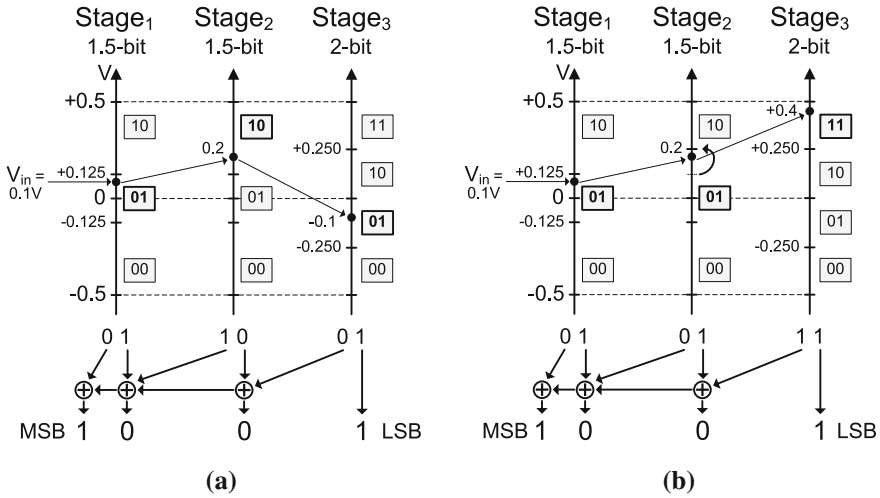 Stage₁ Stage₂ Stage₃
1.5-bit 1.5-bit 2-bit
V
+0.5
10 10 11
0.2 +0.250
V_in = 0.1V +0.125 10
0 01 01
-0.125 -0.1 01
-0.250
00 00 00
-0.5
0 1 1 0 0 1
MSB 1 0 0 1 LSB
(a)
Stage₁ Stage₂ Stage₃
1.5-bit 1.5-bit 2-bit
V
+0.5
+0.4
10 10 11
0.2 +0.250
V_in = 0.1V +0.125 10
0 01 01
-0.125 01
-0.250
00 00 00
-0.5
0 1 0 1 1 1
MSB 1 0 0 1 LSB
(b)